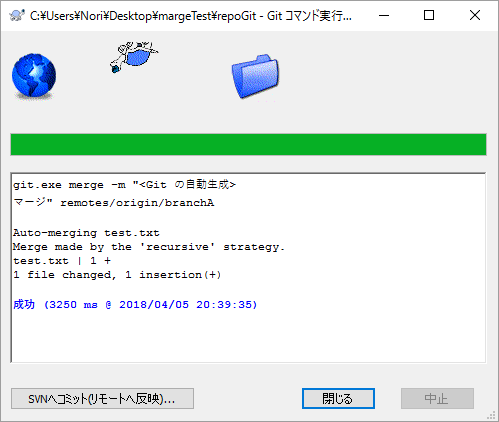 C:¥Users¥Nori¥Desktop¥margeTest¥repoGit - Git コマンド実行...
git.exe merge -m "<Git の自動生成>
マージ" remotes/origin/branchA
Auto-merging test.txt
Merge made by the 'recursive' strategy.
test.txt | 1 +
1 file changed, 1 insertion(+)
成功 (3250 ms @ 2018/04/05 20:39:35)
SVNへコミット(リモートへ反映)...
閉じる
中止